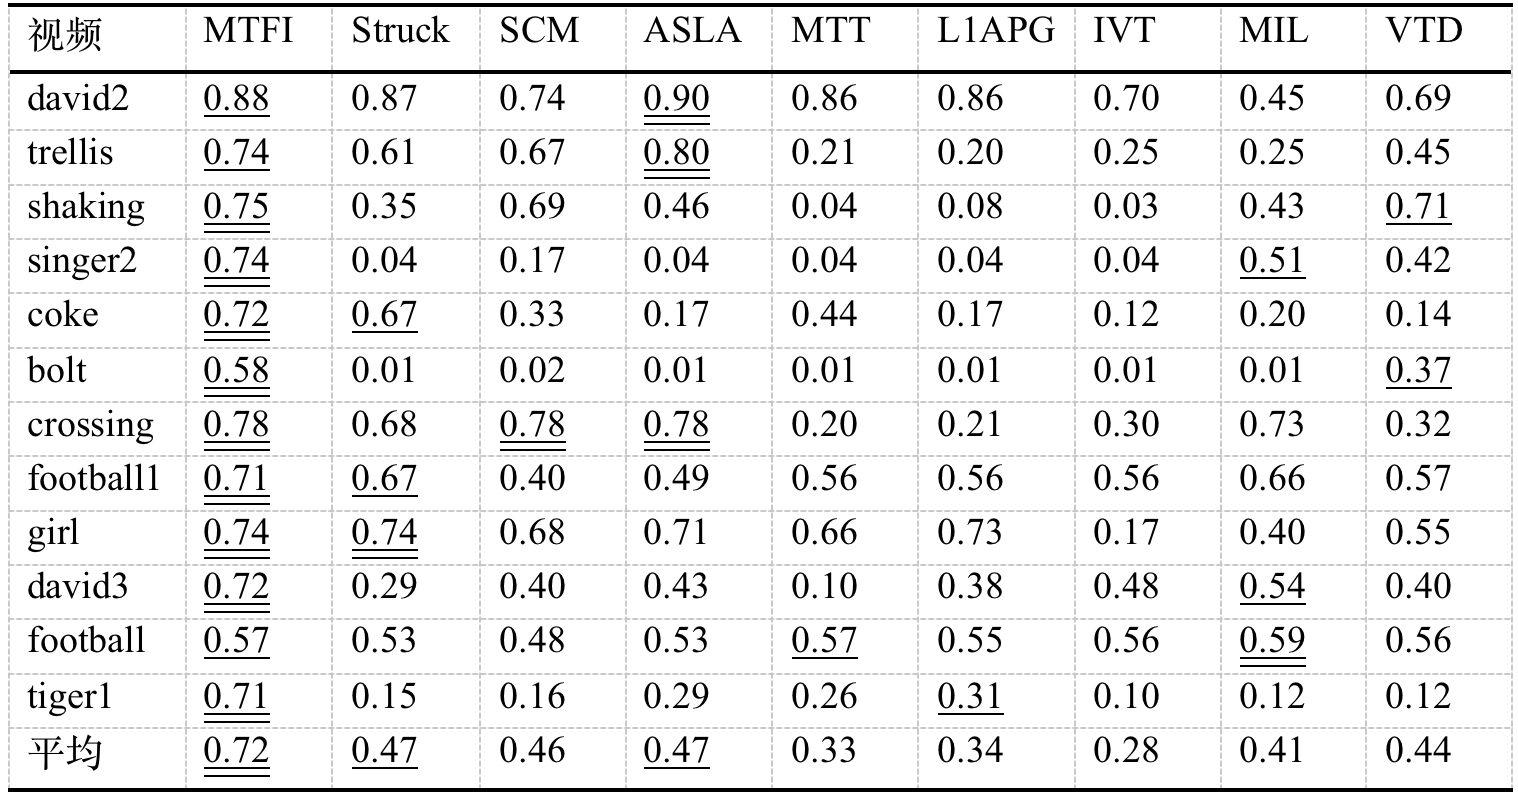 视频 MTFI Struck SCM ASLA MTT L1APG IVT MIL VTD
david2 0.88 0.87 0.74 0.90 0.86 0.86 0.70 0.45 0.69
trellis 0.74 0.61 0.67 0.80 0.21 0.20 0.25 0.25 0.45
shaking 0.75 0.35 0.69 0.46 0.04 0.08 0.03 0.43 0.71
singer2 0.74 0.04 0.17 0.04 0.04 0.04 0.04 0.51 0.42
coke 0.72 0.67 0.33 0.17 0.44 0.17 0.12 0.20 0.14
bolt 0.58 0.01 0.02 0.01 0.01 0.01 0.01 0.01 0.37
crossing 0.78 0.68 0.78 0.78 0.20 0.21 0.30 0.73 0.32
football1 0.71 0.67 0.40 0.49 0.56 0.56 0.56 0.66 0.57
girl 0.74 0.74 0.68 0.71 0.66 0.73 0.17 0.40 0.55
david3 0.72 0.29 0.40 0.43 0.10 0.38 0.48 0.54 0.40
football 0.57 0.53 0.48 0.53 0.57 0.55 0.56 0.59 0.56
tiger1 0.71 0.15 0.16 0.29 0.26 0.31 0.10 0.12 0.12
平均 0.72 0.47 0.46 0.47 0.33 0.34 0.28 0.41 0.44